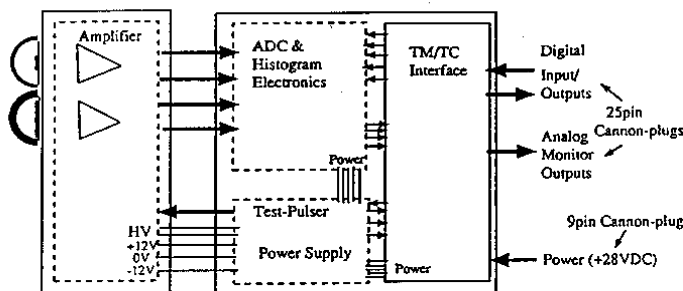 Amplifier
ADC &
Histogram
Electronics
TM/TC
Interface
Digital
Input/
Outputs
25pin
Cannon-plugs
Analog
Monitor
Outputs
Power
Test-Pulser
HV
+12V
0V
-12V
Power Supply
Power
9pin Cannon-plug
Power (+28VDC)